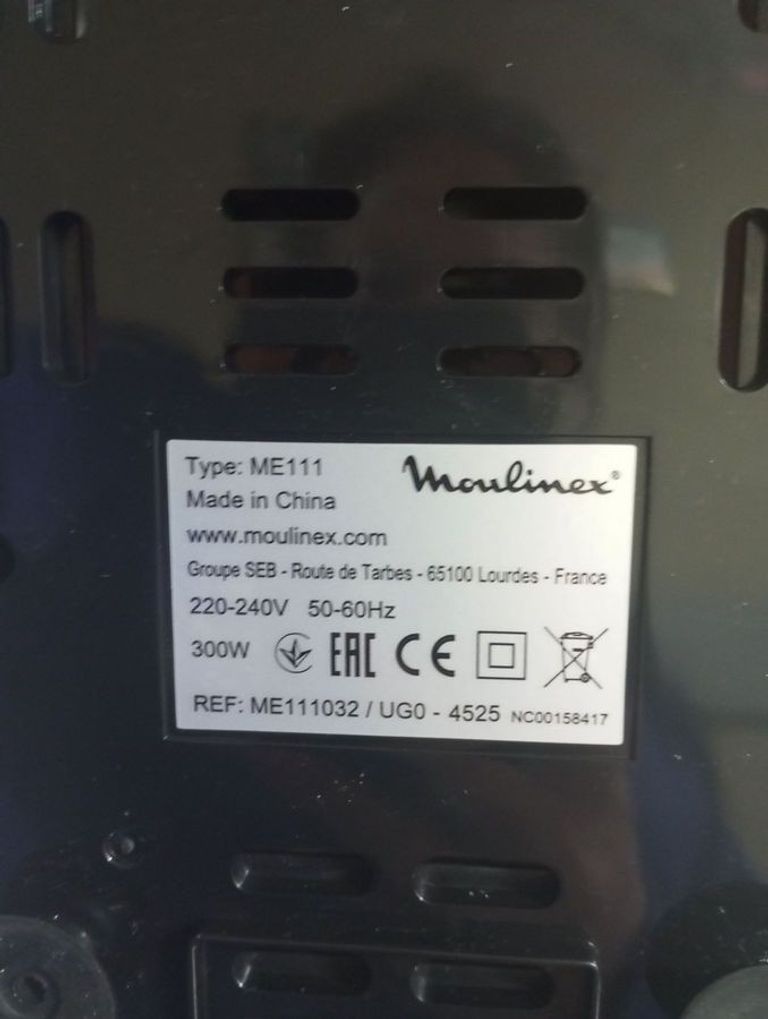 Type: ME111
Moulinex®
Made in China
www.moulinex.com
Groupe SEB - Route de Tarbes - 65100 Lourdes - France
220-240V 50-60Hz
300W EAC CE
REF: ME111032 / UG0 - 4525 NC00158417